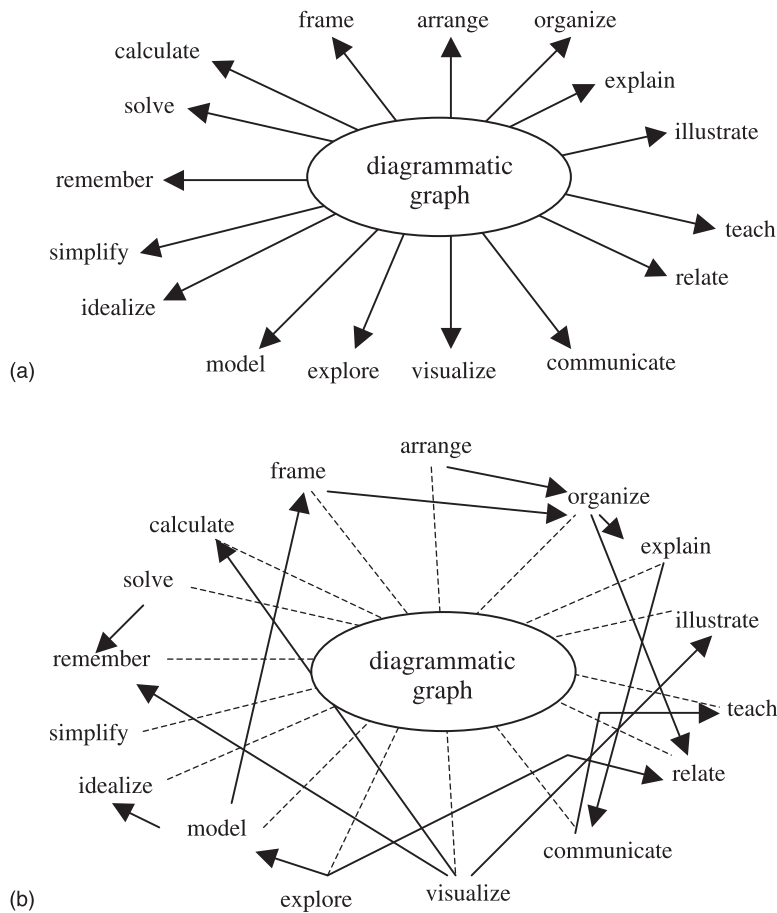 frame
arrange
organize
calculate
explain
solve
illustrate
diagrammatic
graph
remember
teach
simplify
relate
idealize
model
explore
visualize
communicate
(a)
arrange
frame
organize
calculate
explain
solve
illustrate
remember
diagrammatic
graph
teach
simplify
relate
idealize
model
communicate
explore
visualize
(b)